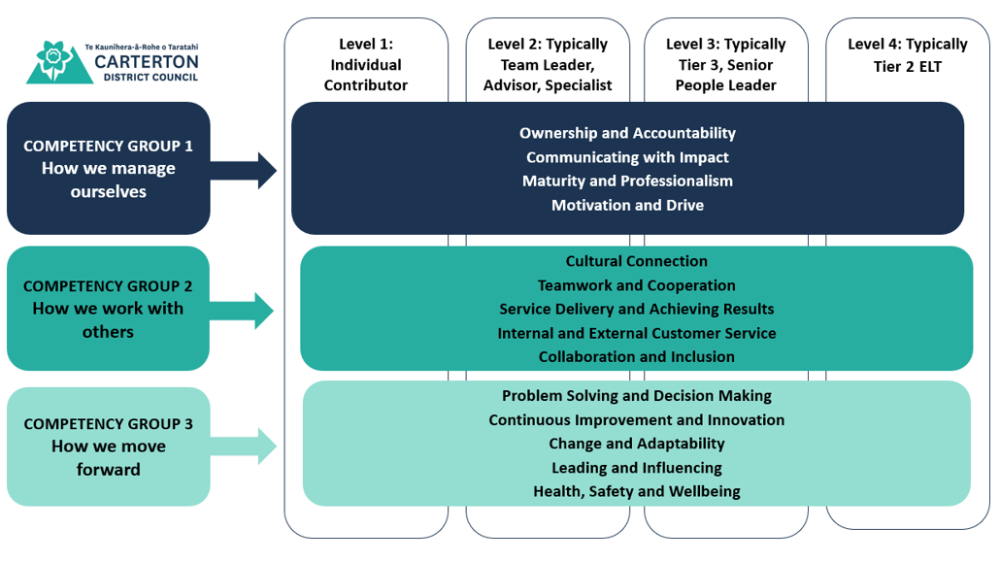 Te Kaunihera-ā-Rohe o Taratahi
CARTERTON
DISTRICT COUNCIL
Level 1:
Individual
Contributor
Level 2: Typically
Team Leader,
Advisor, Specialist
Level 3: Typically
Tier 3, Senior
People Leader
Level 4: Typically
Tier 2 ELT
COMPETENCY GROUP 1
How we manage
ourselves
Ownership and Accountability
Communicating with Impact
Maturity and Professionalism
Motivation and Drive
COMPETENCY GROUP 2
How we work with
others
Cultural Connection
Teamwork and Cooperation
Service Delivery and Achieving Results
Internal and External Customer Service
Collaboration and Inclusion
COMPETENCY GROUP 3
How we move
forward
Problem Solving and Decision Making
Continuous Improvement and Innovation
Change and Adaptability
Leading and Influencing
Health, Safety and Wellbeing